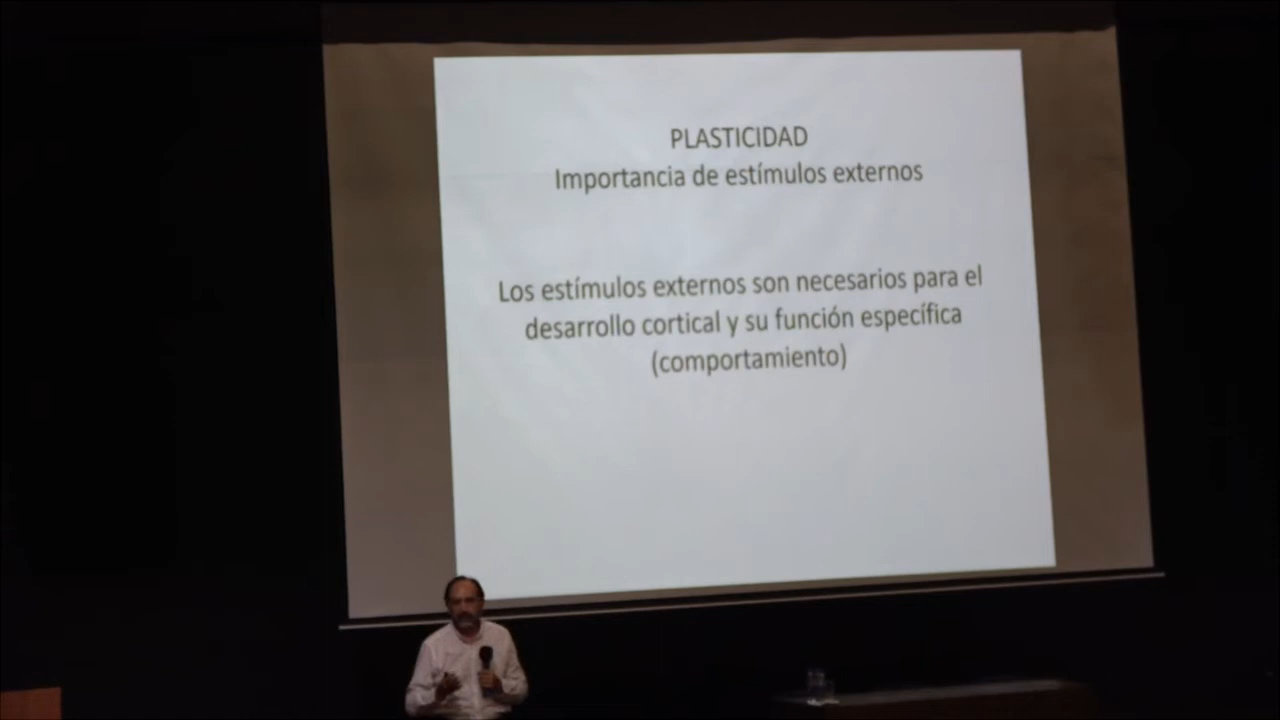 PLASTICIDAD
Importancia de estímulos externos
Los estímulos externos son necesarios para el
desarrollo cortical y su función específica
(comportamiento)